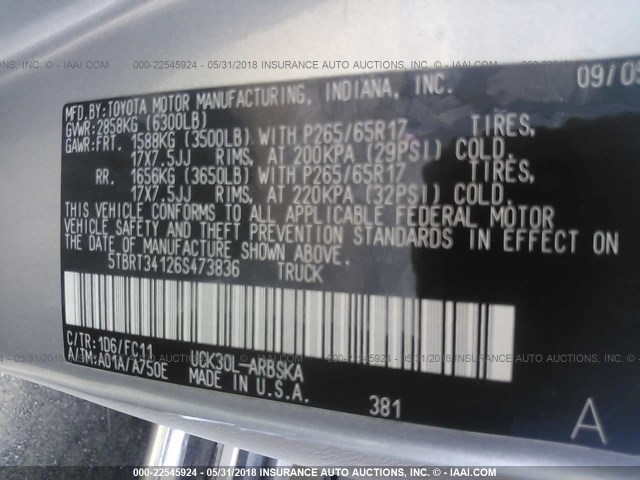 000-22545924 - 05/31/2018 INSURANCE AUTO AUCTIONS, INC. - © - IAAI.COM
09/05
MFD.BY:TOYOTA MOTOR MANUFACTURING, INDIANA, INC.
GVWR:2858KG (6300LB)
GAWR:FRT. 1588KG (3500LB) WITH P265/65R17 TIRES,
17X7.5JJ RIMS, AT 200KPA (29PSI) COLD.
RR. 1656KG (3650LB) WITH P265/65R17 TIRES,
17X7.5JJ RIMS, AT 220KPA (32PSI) COLD.
THIS VEHICLE CONFORMS TO ALL APPLICABLE FEDERAL MOTOR
VEHICLE SAFETY AND THEFT PREVENTION STANDARDS IN EFFECT ON
THE DATE OF MANUFACTURE SHOWN ABOVE.
5TBRT34126S473836 TRUCK
C/TR:1D6/FC11 UCK30L-ARBSKA
A/TM:A01A/A750E MADE IN U.S.A.
381
A
000-22545924 - 05/31/2018 INSURANCE AUTO AUCTIONS, INC. - © - IAAI.COM